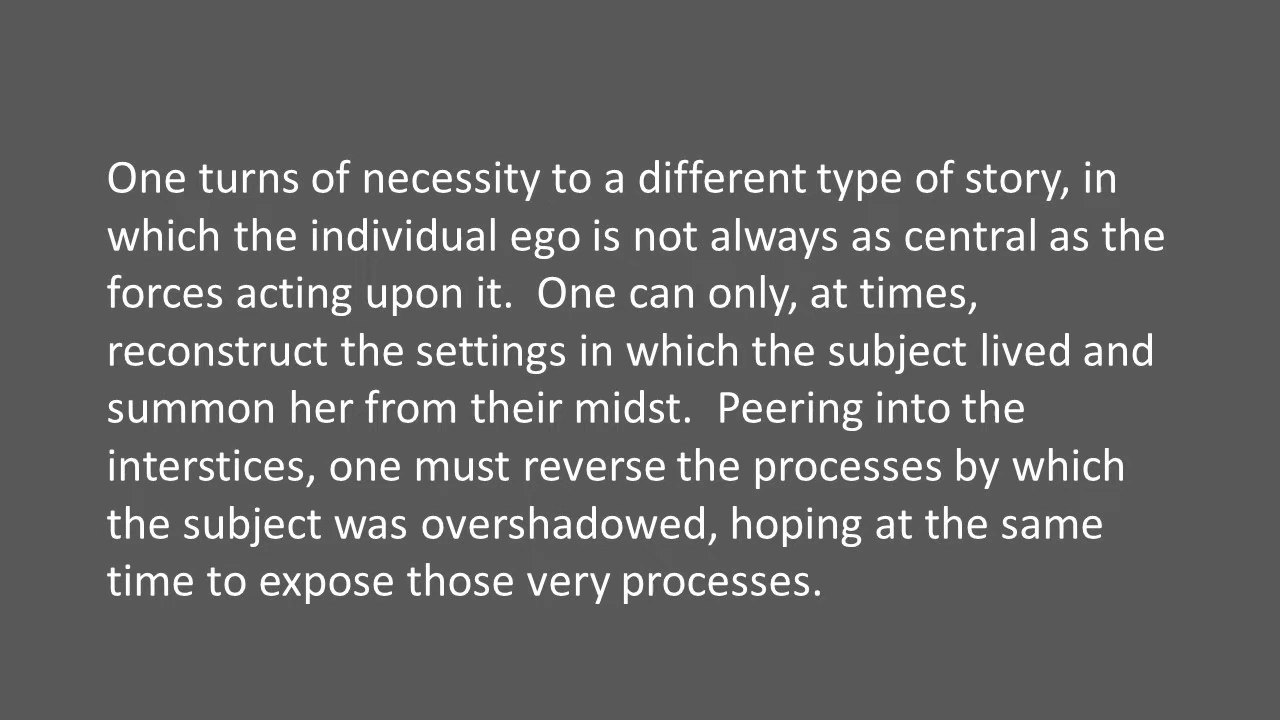 One turns of necessity to a different type of story, in
which the individual ego is not always as central as the
forces acting upon it.  One can only, at times,
reconstruct the settings in which the subject lived and
summon her from their midst.  Peering into the
interstices, one must reverse the processes by which
the subject was overshadowed, hoping at the same
time to expose those very processes.